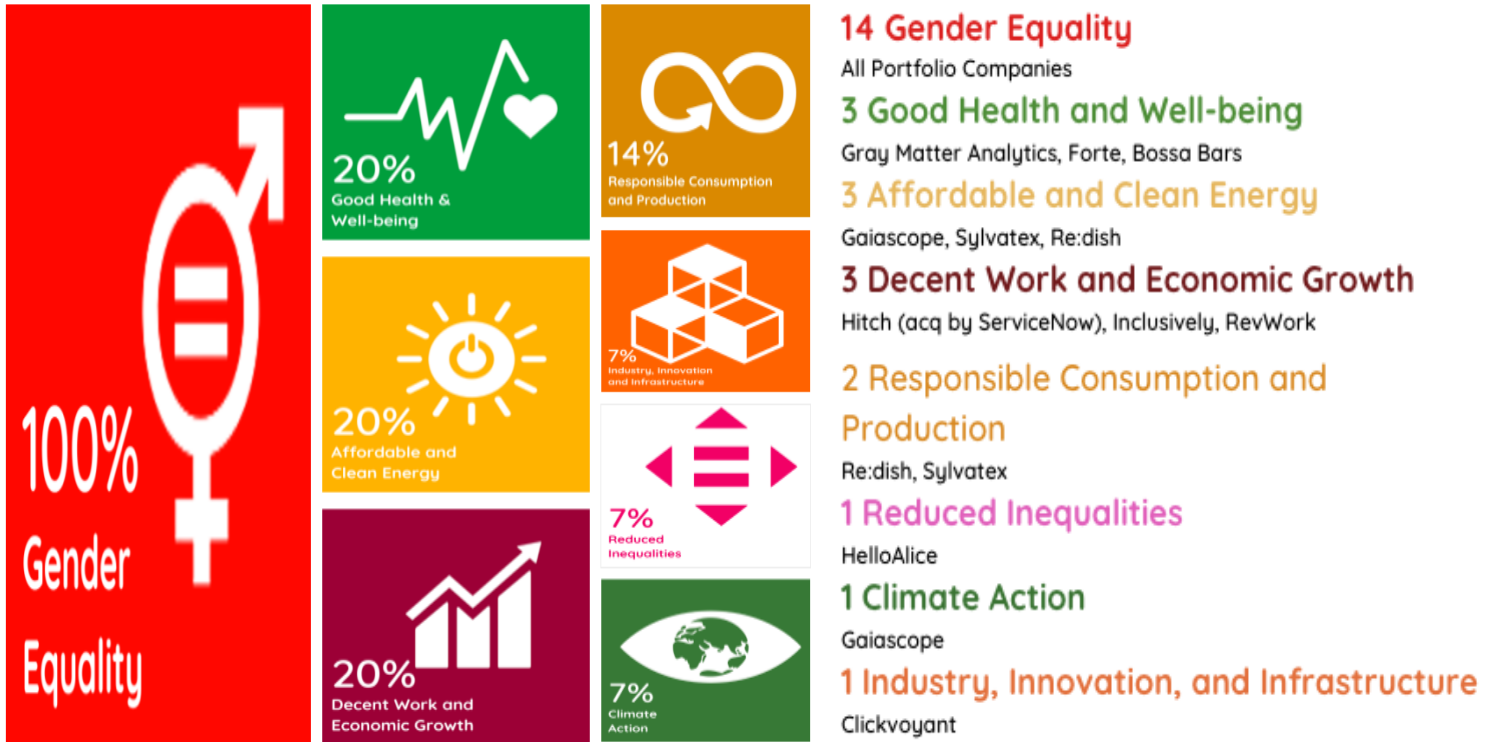 100%
Gender
Equality
20%
Good Health &
Well-being
20%
Affordable and
Clean Energy
20%
Decent Work and
Economic Growth
14%
Responsible Consumption
and Production
7%
Industry, Innovation
and Infrastructure
7%
Reduced
Inequalities
7%
Climate
Action
14 Gender Equality
All Portfolio Companies
3 Good Health and Well-being
Gray Matter Analytics, Forte, Bossa Bars
3 Affordable and Clean Energy
Gaiascope, Sylvatex, Re:dish
3 Decent Work and Economic Growth
Hitch (acq by ServiceNow), Inclusively, RevWork
2 Responsible Consumption and
Production
Re:dish, Sylvatex
1 Reduced Inequalities
HelloAlice
1 Climate Action
Gaiascope
1 Industry, Innovation, and Infrastructure
Clickvoyant